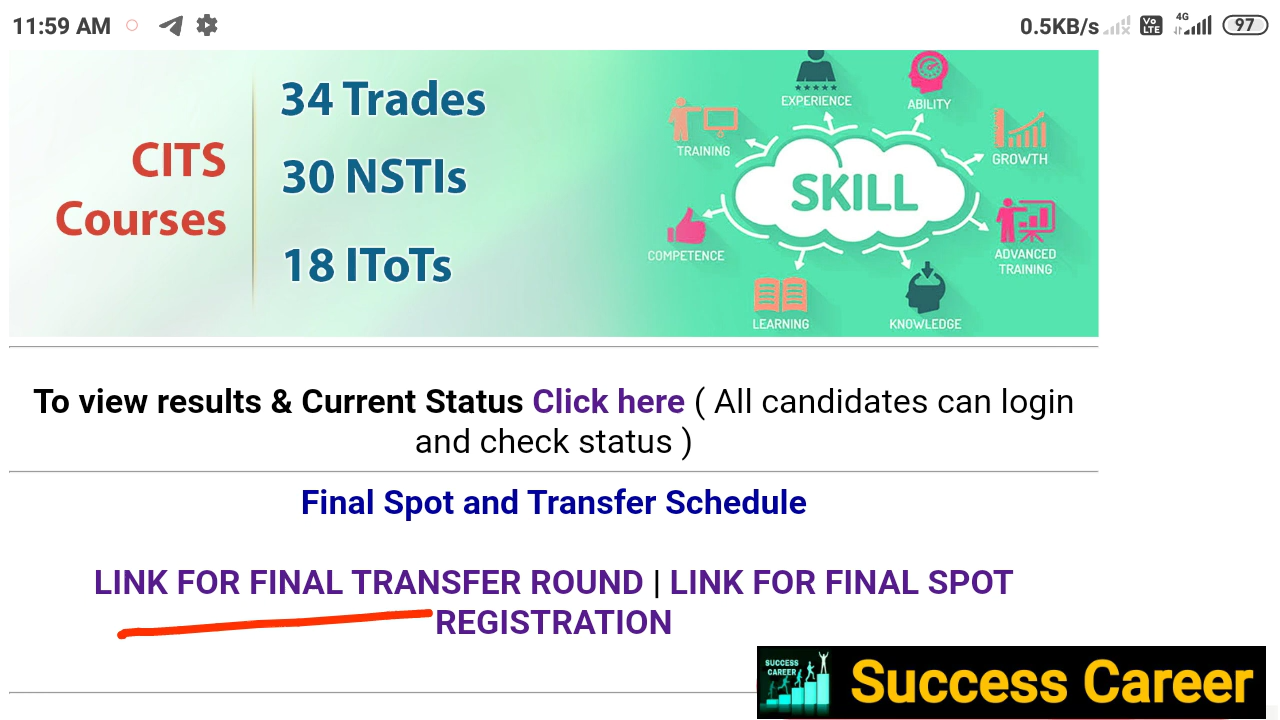 11:59 AM
0.5KB/s
Vo
LTE
4G
97
CITS
Courses
34 Trades
30 NSTIs
18 IToTs
SKILL
EXPERIENCE
ABILITY
TRAINING
GROWTH
COMPETENCE
ADVANCED
TRAINING
LEARNING
KNOWLEDGE
To view results & Current Status Click here ( All candidates can login
and check status )
Final Spot and Transfer Schedule
LINK FOR FINAL TRANSFER ROUND | LINK FOR FINAL SPOT
REGISTRATION
SUCCESS
CAREER
Success Career